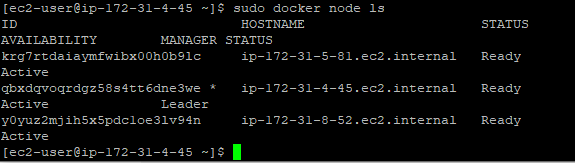 [ec2-user@ip-172-31-4-45 ~]$ sudo docker node ls
ID HOSTNAME STATUS
AVAILABILITY MANAGER STATUS
krg7rtdaiaymfwibx00h0b9lc ip-172-31-5-81.ec2.internal Ready
Active
qbxdqvoqrdgz58s4tt6dne3we * ip-172-31-4-45.ec2.internal Ready
Active Leader
y0yuz2mjih5x5pdc1oe3lv94n ip-172-31-8-52.ec2.internal Ready
Active
[ec2-user@ip-172-31-4-45 ~]$